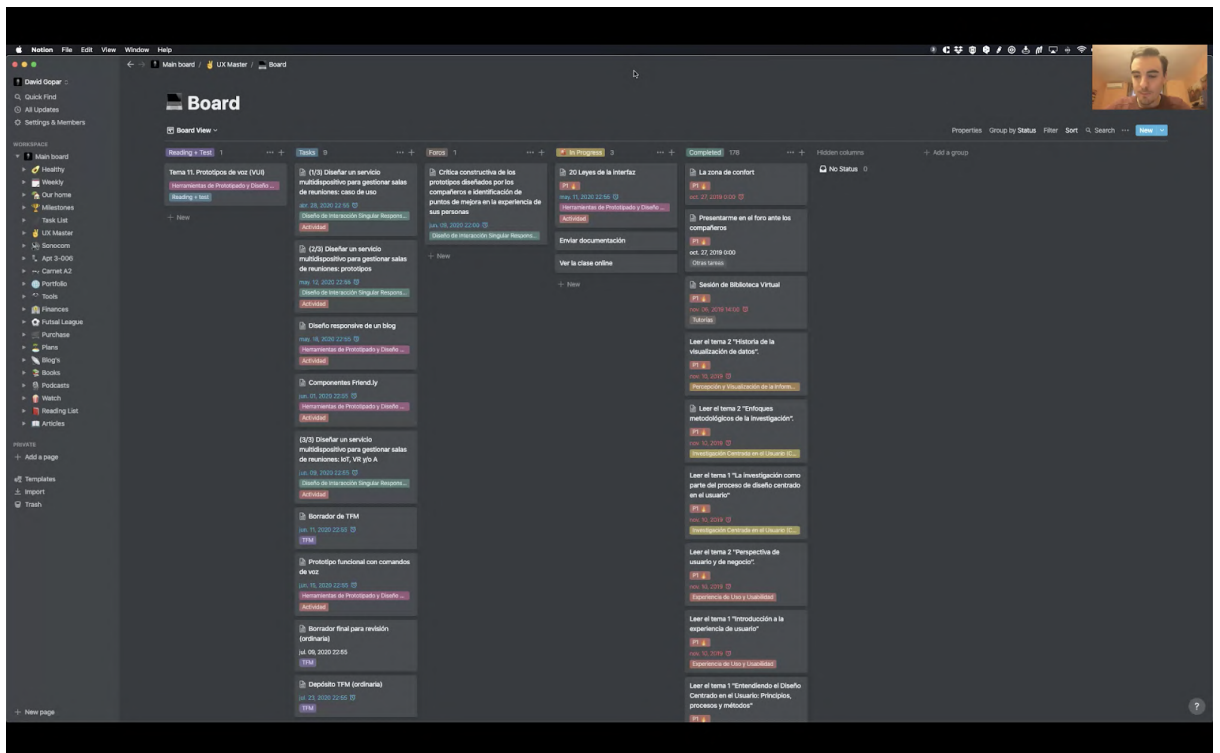 Notion File Edit View Window Help
David Gopar
Quick Find
All Updates
Settings & Members
WORKSPACE
Main board
Healthy
Weekly
Our home
Milestones
Task List
UX Master
Sonocom
Apt 3-006
Carnet A2
Portfolio
Tools
Finances
Futsal League
Purchase
Plans
Blog's
Books
Podcasts
Watch
Reading List
Articles
PRIVATE
+ Add a page
Templates
Import
Trash
+ New page
Main board / UX Master / Board
Board
Board View
Properties Group by Status Filter Sort Search ... New
Reading + Test 1 ... +
Tema 11. Prototipos de voz (VUI)
Herramientas de Prototipado y Diseño ...
Reading + test
+ New
Tasks 9 ... +
(1/3) Diseñar un servicio
multidispositivo para gestionar salas
de reuniones: caso de uso
abr. 28, 2020 22:55
Diseño de Interacción Singular Respons...
Actividad
(2/3) Diseñar un servicio
multidispositivo para gestionar salas
de reuniones: prototipos
may. 12, 2020 22:55
Diseño de Interacción Singular Respons...
Actividad
Diseño responsive de un blog
may. 18, 2020 22:55
Herramientas de Prototipado y Diseño ...
Actividad
Componentes Friend.ly
jun. 01, 2020 22:55
Herramientas de Prototipado y Diseño ...
Actividad
(3/3) Diseñar un servicio
multidispositivo para gestionar salas
de reuniones: IoT, VR y/o A
jun. 09, 2020 22:55
Diseño de Interacción Singular Respons...
Actividad
Borrador de TFM
jun. 11, 2020 22:55
TFM
Prototipo funcional con comandos
de voz
jun. 15, 2020 22:55
Herramientas de Prototipado y Diseño ...
Actividad
Borrador final para revisión
(ordinaria)
jul. 09, 2020 22:55
TFM
Depósito TFM (ordinaria)
jul. 23, 2020 22:55
TFM
Foros 1 ... +
Crítica constructiva de los
prototipos diseñados por los
compañeros e identificación de
puntos de mejora en la experiencia de
sus personas
jun. 09, 2020 22:00
Diseño de Interacción Singular Respons...
+ New
In Progress 3 ... +
20 Leyes de la interfaz
P1
may. 11, 2020 22:55
Herramientas de Prototipado y Diseño ...
Actividad
Enviar documentación
Ver la clase online
+ New
Completed 178 ... +
La zona de confort
P1
oct. 27, 2019 0:00
Presentarme en el foro ante los
compañeros
P1
oct. 27, 2019 0:00
Otras tareas
Sesión de Biblioteca Virtual
P1
Tutorías
Leer el tema 2 "Historia de la
visualización de datos".
P1
nov. 10, 2019
Percepción y Visualización de la Inform...
Leer el tema 2 "Enfoques
metodológicos de la Investigación".
P1
nov. 10, 2019
Investigación Centrada en el Usuario (C...
Leer el tema 1 "La investigación como
parte del proceso de diseño centrado
en el usuario"
P1
nov. 10, 2019
Investigación Centrada en el Usuario (C...
Leer el tema 2 "Perspectiva de
usuario y de negocio".
P1
nov. 10, 2019
Experiencia de Uso y Usabilidad
Leer el tema 1 "Introducción a la
experiencia de usuario"
P1
nov. 10, 2019
Experiencia de Uso y Usabilidad
Leer el tema 1 "Entendiendo el Diseño
Centrado en el Usuario: Principios,
procesos y métodos"
P1
Hidden columns
No Status 0
+ Add a group
?